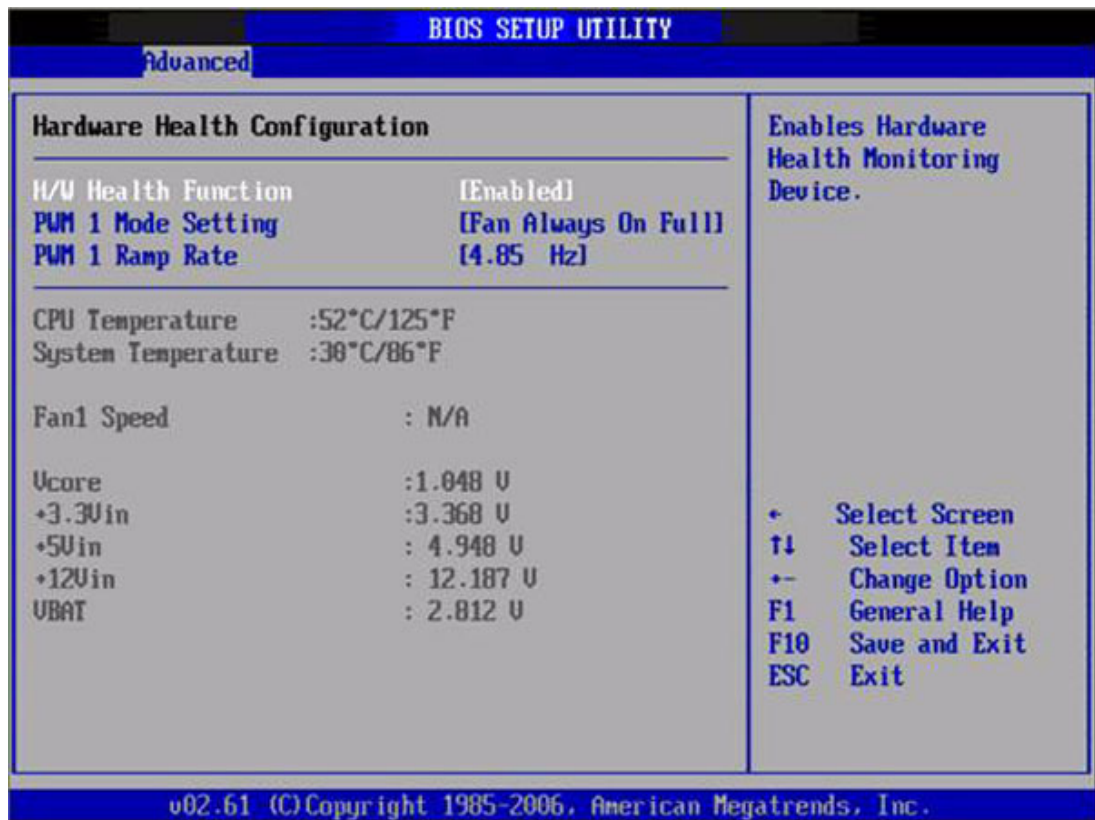 BIOS SETUP UTILITY
Advanced
Hardware Health Configuration
H/W Health Function [Enabled]
PWM 1 Mode Setting [Fan Always On Full]
PWM 1 Ramp Rate [4.85 Hz]
CPU Temperature :52°C/125°F
System Temperature :30°C/86°F
Fan1 Speed : N/A
Vcore :1.048 V
+3.3Vin :3.368 V
+5Vin : 4.948 V
+12Vin : 12.187 V
VBAT : 2.812 V
Enables Hardware
Health Monitoring
Device.
← Select Screen
↑↓ Select Item
+- Change Option
F1 General Help
F10 Save and Exit
ESC Exit
v02.61 (C)Copyright 1985-2006, American Megatrends, Inc.